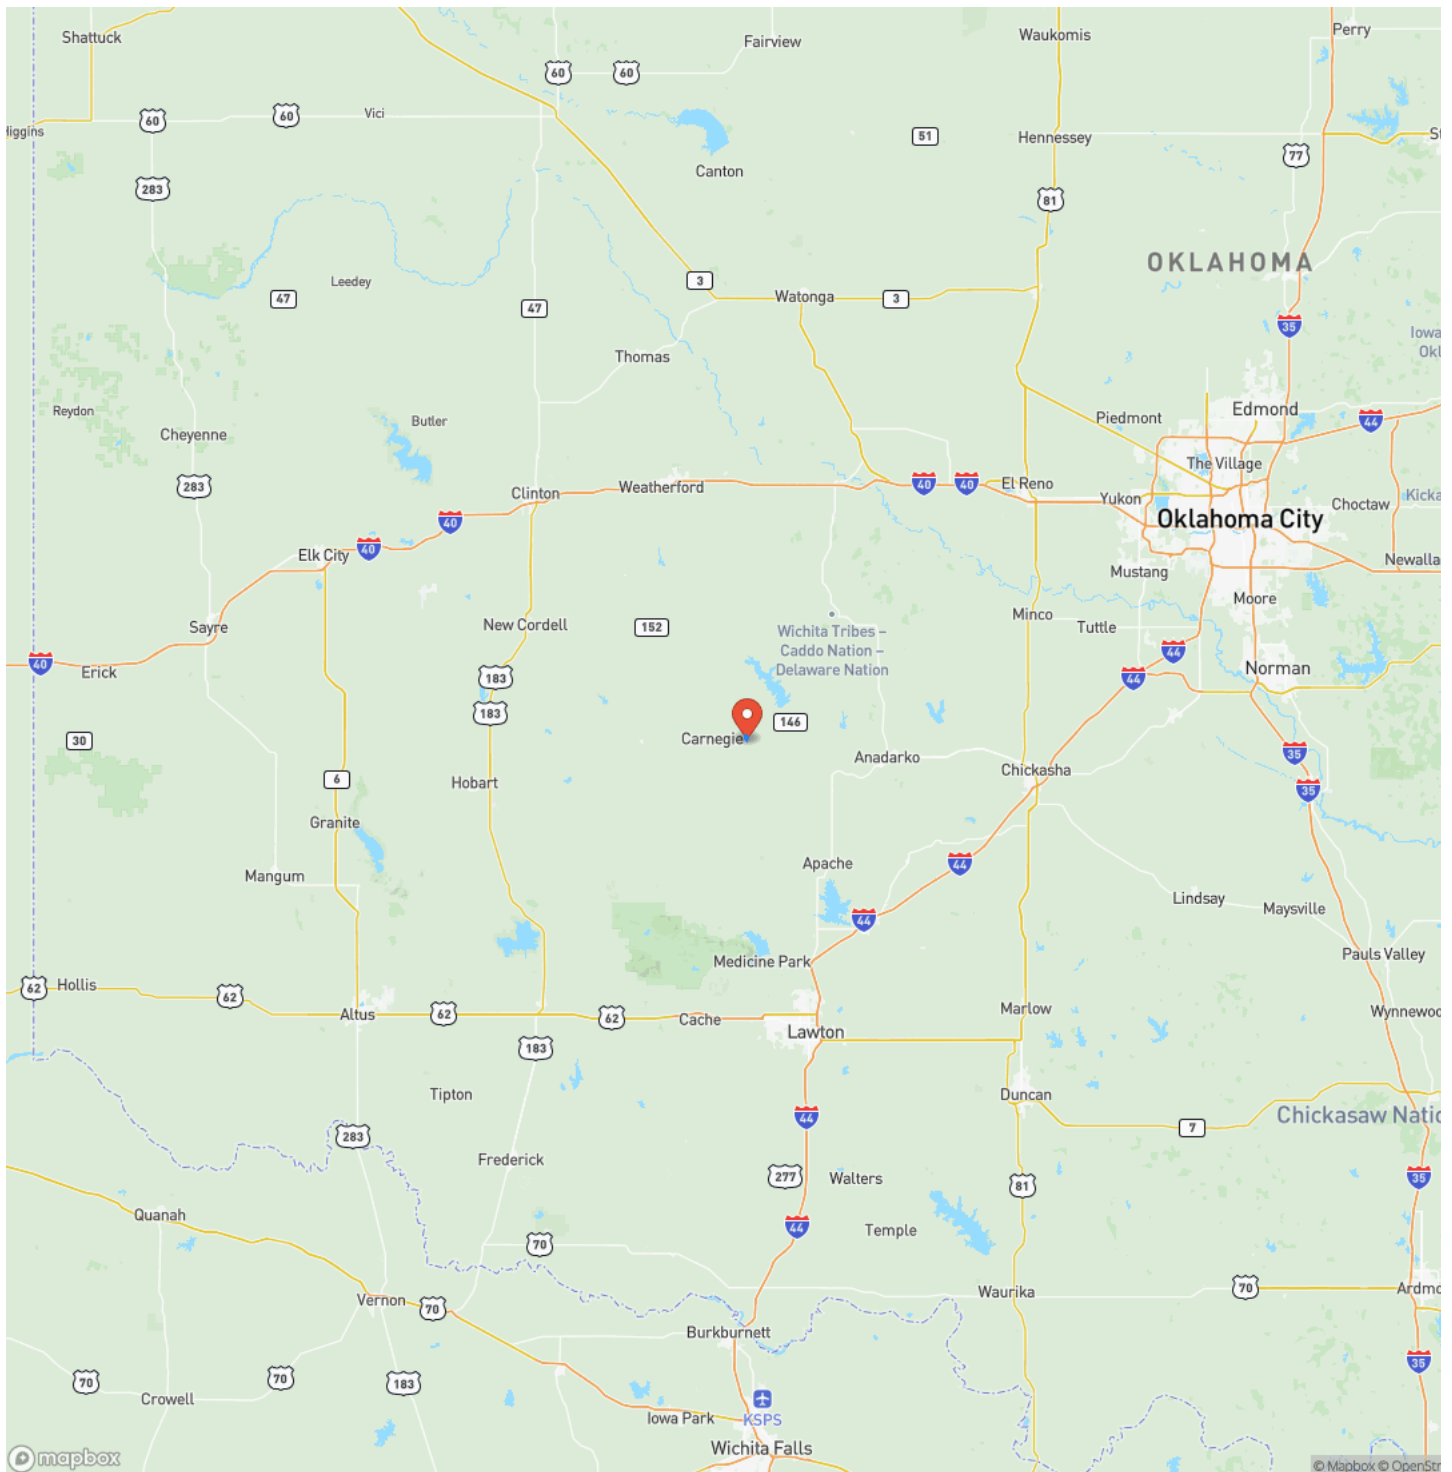 Shattuck
Fairview
Waukomis
Perry
60
60
60
60
Vici
Higgins
51
Hennessey
St
77
283
Canton
81
OKLAHOMA
Leedey
47
47
3
Watonga
3
35
Iowa
Okl
Thomas
Reydon
Butler
Cheyenne
Piedmont
Edmond
44
The Village
283
Clinton
Weatherford
40
40
El Reno
Yukon
Choctaw
Kicka
Oklahoma City
40
40
Elk City
Mustang
Newalla
Moore
Sayre
New Cordell
152
Minco
Tuttle
Wichita Tribes –
Caddo Nation –
Delaware Nation
44
44
40
Erick
183
Norman
183
146
Carnegie
30
Anadarko
35
Chickasha
6
Hobart
35
Granite
Apache
44
Mangum
Lindsay
Maysville
44
Medicine Park
Pauls Valley
62
Hollis
62
Altus
62
62
Cache
Lawton
Marlow
Wynnewoo
183
Tipton
Duncan
44
7
Chickasaw Natio
283
Frederick
277
Walters
81
35
Quanah
44
Temple
70
Vernon
70
Waurika
70
Ardmo
Burkburnett
70
70
183
35
Crowell
KSPS
Iowa Park
Wichita Falls
mapbox
© Mapbox © OpenStr